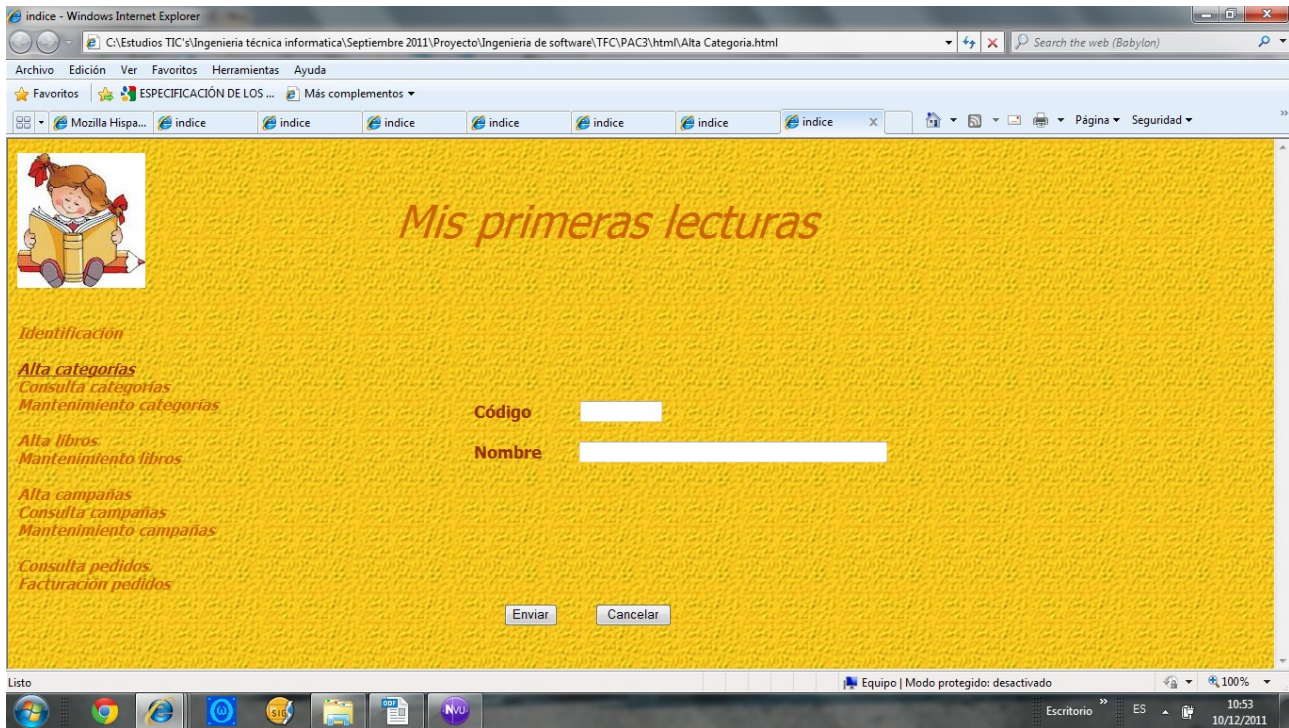 indice - Windows Internet Explorer
C:\Estudios TIC's\Ingenieria técnica informatica\Septiembre 2011\Proyecto\Ingenieria de software\TFC\PAC3\html\Alta Categoria.html
Search the web (Babylon)
Archivo Edición Ver Favoritos Herramientas Ayuda
Favoritos ESPECIFICACIÓN DE LOS ... Más complementos
Mozilla Hispa... indice indice indice indice indice indice indice X Página Seguridad »
Mis primeras lecturas
Identificación
Alta categorías
Consulta categorías
Mantenimiento categorías
Alta libros
Mantenimiento libros
Alta campañas
Consulta campañas
Mantenimiento campañas
Consulta pedidos
Facturación pedidos
Código
Nombre
Enviar Cancelar
Listo Equipo | Modo protegido: desactivado 100%
SIG ODF NVU Escritorio » ES 10:53
10/12/2011